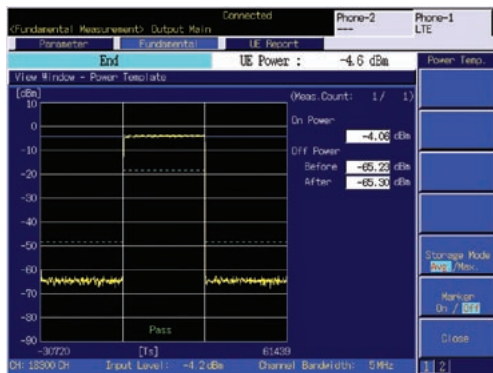 Connected
Phone-2
Phone-1
<Fundamental Measurement> Output Main
---
LTE
Parameter
Fundamental
UE Report
End
UE Power : -4.6 dBm
Power Temp.
View Window - Power Template
[dBm]
(Meas.Count: 1/ 1)
10
0
-10
-20
-30
-40
-50
-60
-70
-80
-90
On Power
-4.06 dBm
Off Power
Before -65.23 dBm
After -65.30 dBm
Pass
-30720
[Ts]
61439
Storage Mode
Avg./Max.
Marker
On / Off
Close
CH: 18300 CH
Input Level: -4.2 dBm
Channel Bandwidth: 5 MHz
1 2